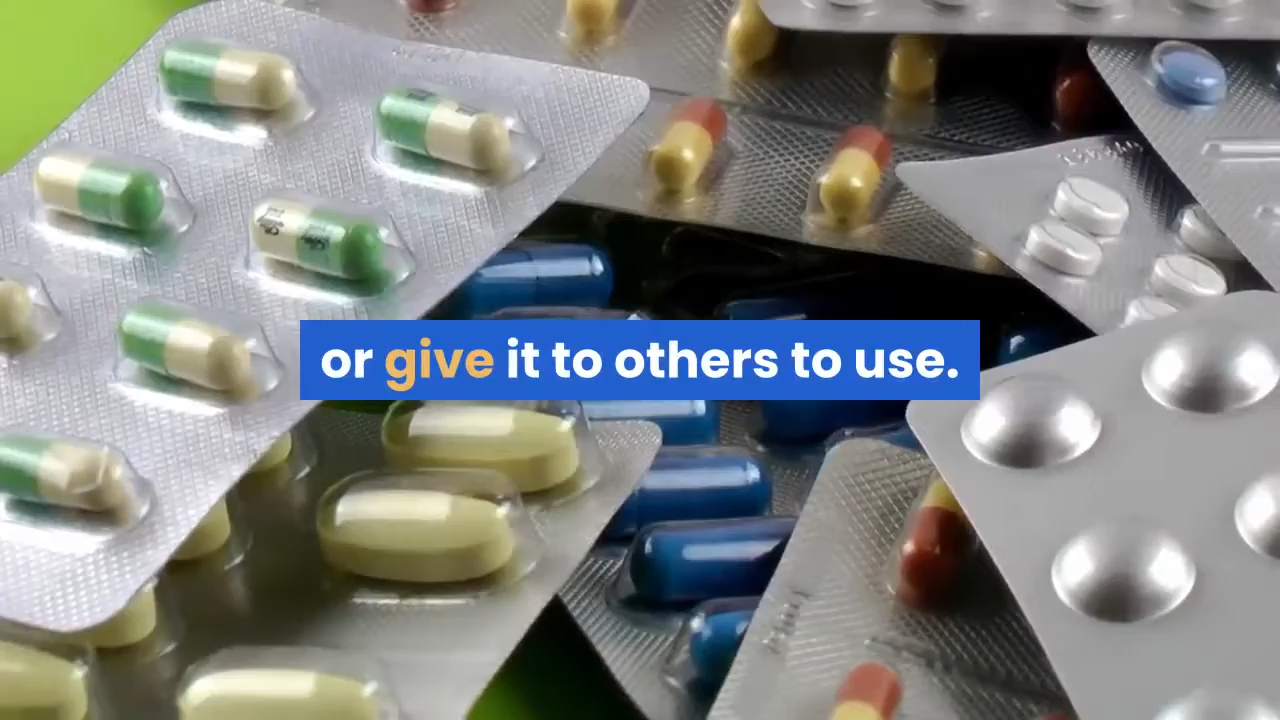 or give it to others to use.